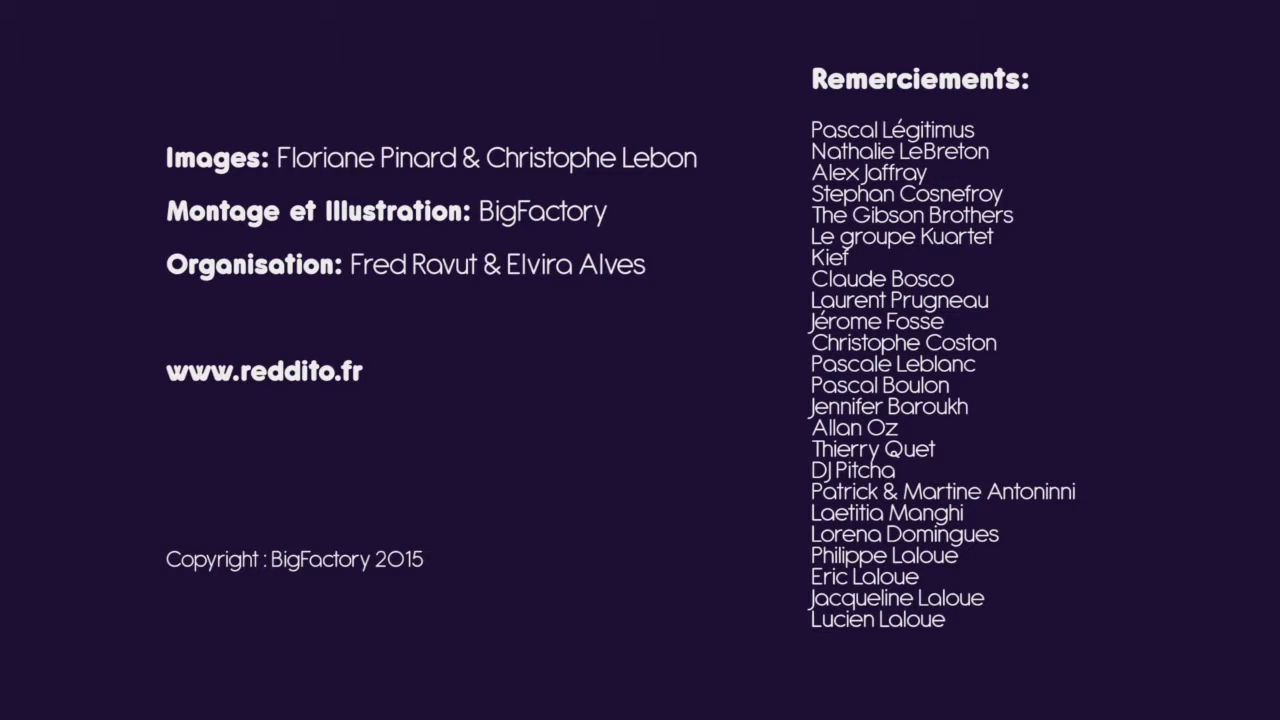 Images: Floriane Pinard & Christophe Lebon
Montage et Illustration: BigFactory
Organisation: Fred Ravut & Elvira Alves
www.reddito.fr
Copyright : BigFactory 2015
Remerciements:
Pascal Légitimus
Nathalie LeBreton
Alex Jaffray
Stephan Cosnefroy
The Gibson Brothers
Le groupe Kuartet
Kief
Claude Bosco
Laurent Prugneau
Jérome Fosse
Christophe Coston
Pascale Leblanc
Pascal Boulon
Jennifer Baroukh
Allan Oz
Thierry Quet
DJ Pitcha
Patrick & Martine Antoninni
Laetitia Manghi
Lorena Domingues
Philippe Laloue
Eric Laloue
Jacqueline Laloue
Lucien Laloue